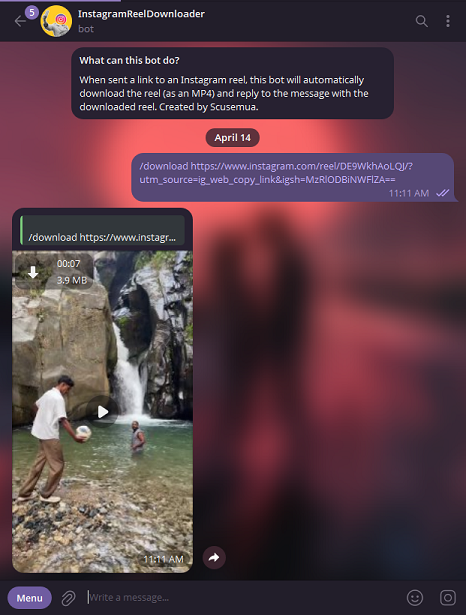 5
InstagramReelDownloader
bot
What can this bot do?
When sent a link to an Instagram reel, this bot will automatically
download the reel (as an MP4) and reply to the message with the
downloaded reel. Created by Scusemua.
April 14
/download https://www.instagram.com/reel/DE9WkhAoLQJ/?
utm_source=ig_web_copy_link&igsh=MzRlODBiNWFlZA==
11:11 AM
/download https://www.instagr...
00:07
3.9 MB
11:11 AM
Menu
Write a message...